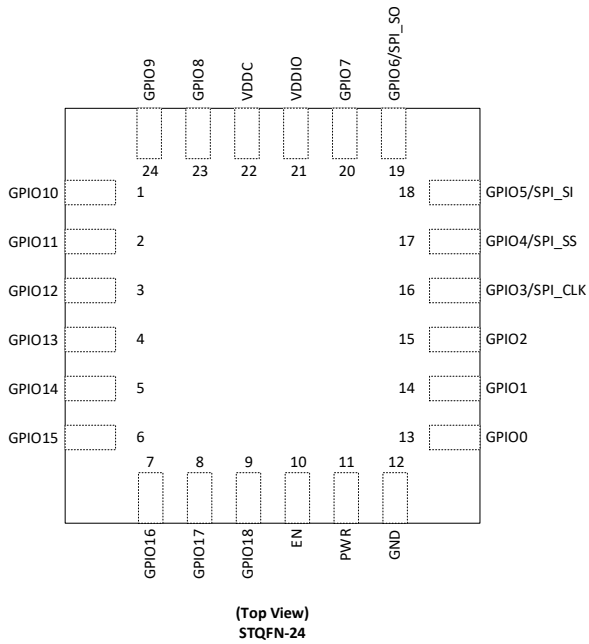 GPIO9
GPIO8
VDDC
VDDIO
GPIO7
GPIO6/SPI_SO
24
23
22
21
20
19
GPIO10 1
18 GPIO5/SPI_SI
GPIO11 2
17 GPIO4/SPI_SS
GPIO12 3
16 GPIO3/SPI_CLK
GPIO13 4
15 GPIO2
GPIO14 5
14 GPIO1
GPIO15 6
13 GPIO0
7
8
9
10
11
12
GPIO16
GPIO17
GPIO18
EN
PWR
GND
(Top View)
STQFN-24